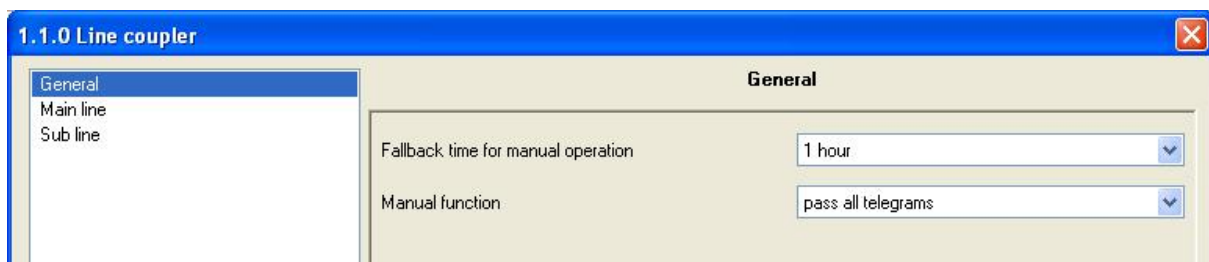 1.1.0 Line coupler
General
Main line
Sub line
General
Fallback time for manual operation
1 hour
Manual function
pass all telegrams